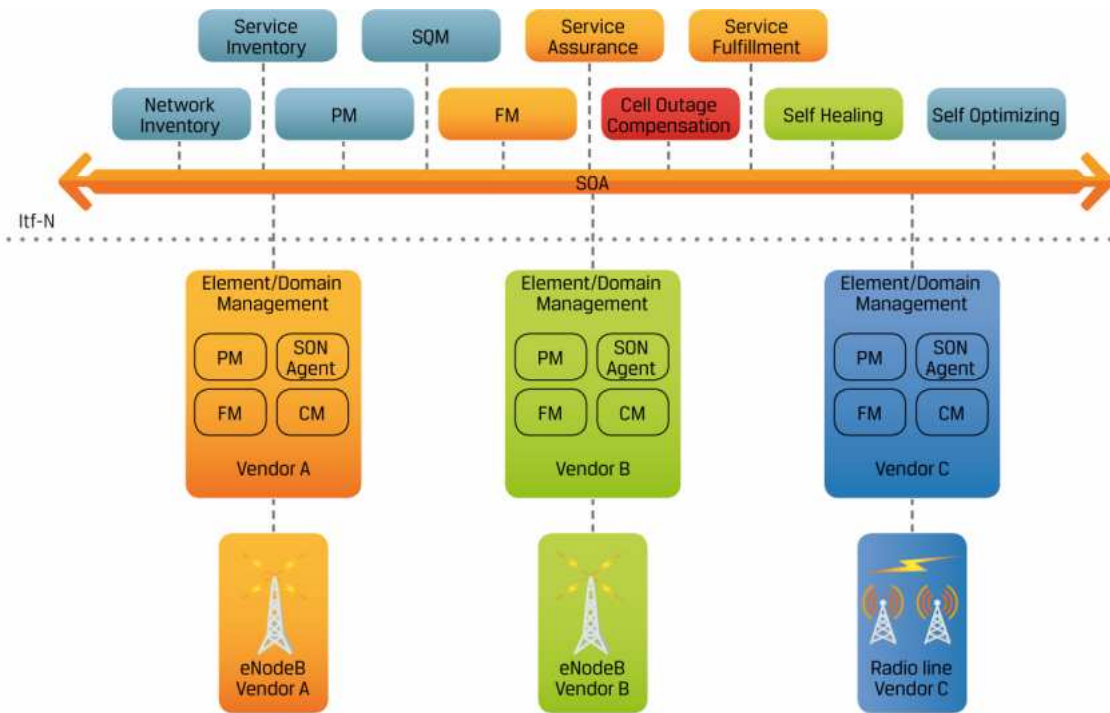 Service
Inventory
SQM
Service
Assurance
Service
Fulfillment
Network
Inventory
PM
FM
Cell Outage
Compensation
Self Healing
Self Optimizing
SOA
Itf-N
Element/Domain
Management
PM
SON
Agent
FM
CM
Vendor A
Element/Domain
Management
PM
SON
Agent
FM
CM
Vendor B
Element/Domain
Management
PM
SON
Agent
FM
CM
Vendor C
eNodeB
Vendor A
eNodeB
Vendor B
Radio line
Vendor C